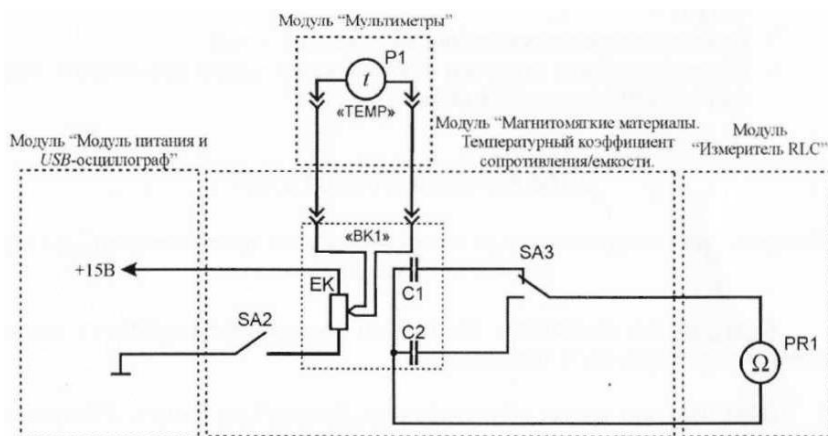 Модуль “Мультиметры”
P1
t
«TEMP»
Модуль “Модуль питания и
USB-осциллограф”
Модуль “Магнитомягкие материалы.
Температурный коэффициент
сопротивления/емкости.
Модуль
“Измеритель RLC”
«ВК1»
+15В
EK
C1
SA3
SA2
C2
PR1
Ω